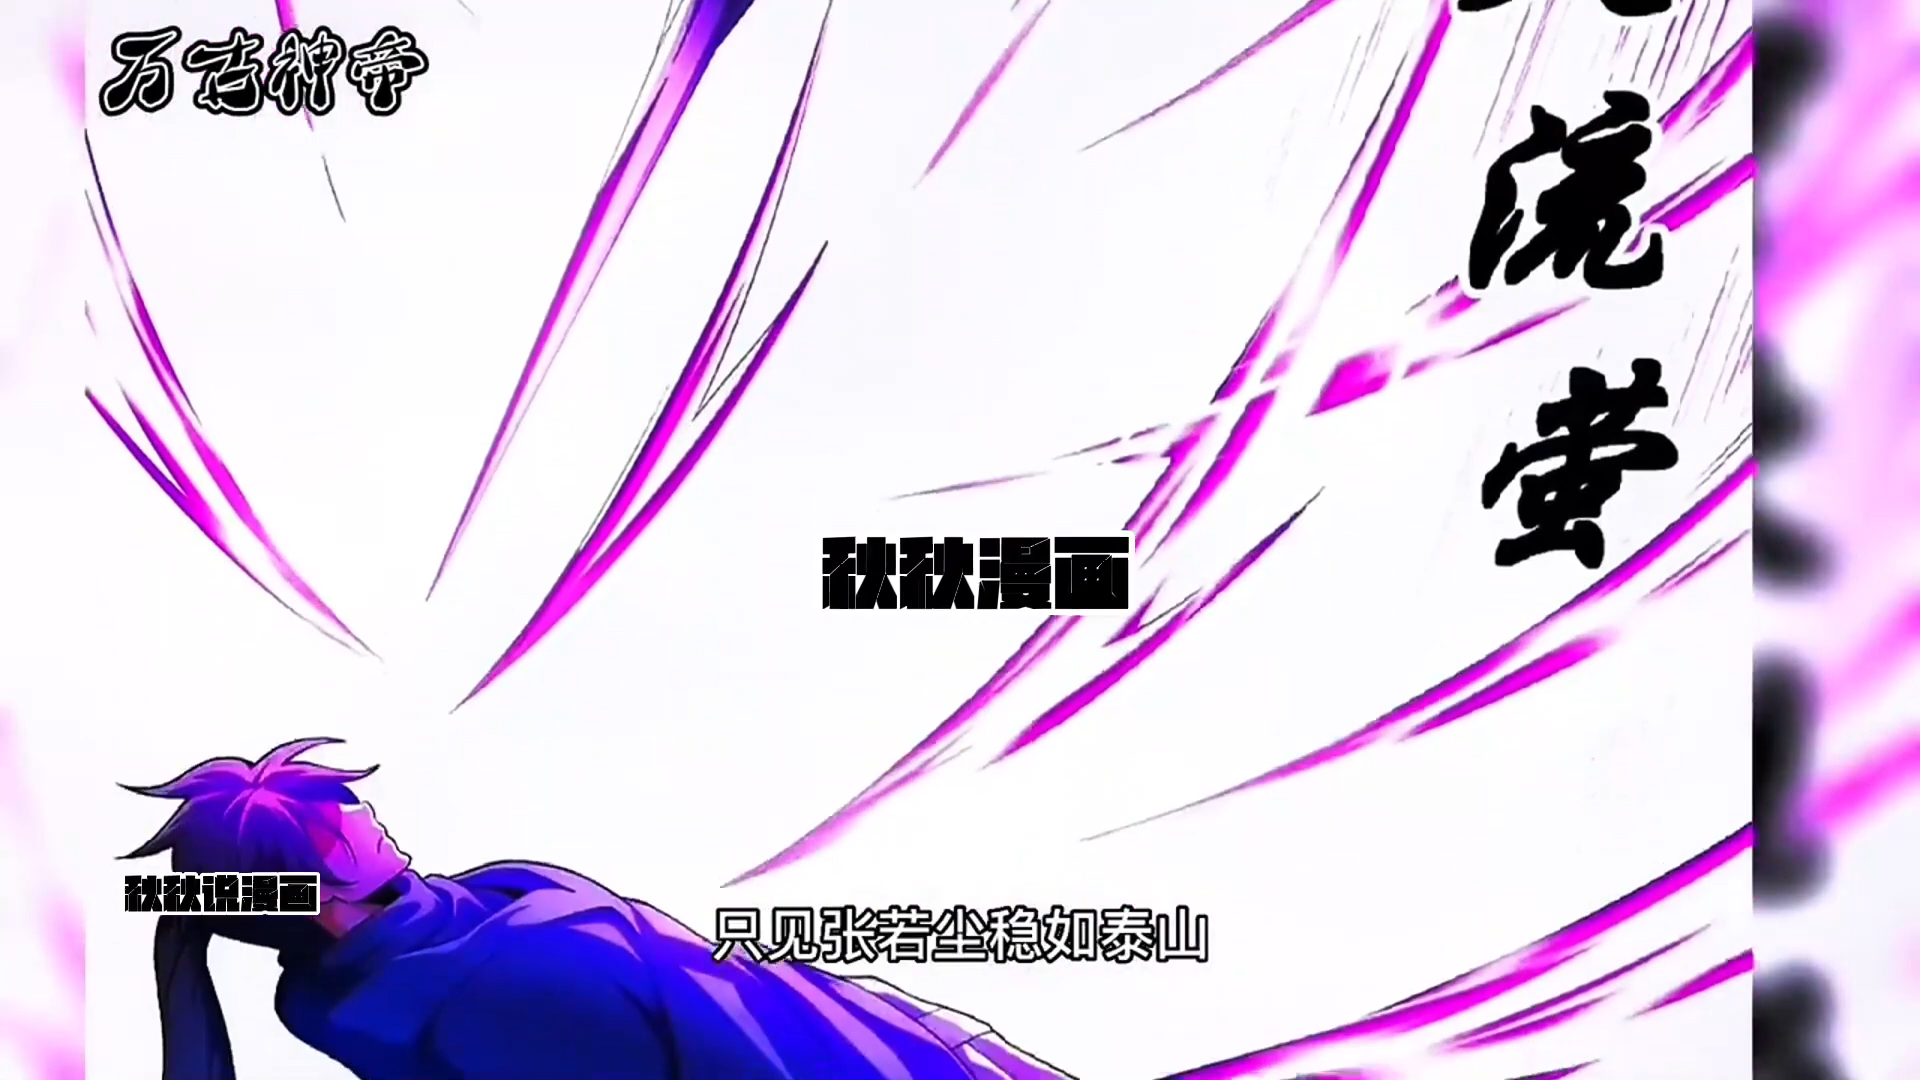 万古神帝
流
萤
秋秋漫画
秋秋说漫画
只见张若尘稳如泰山